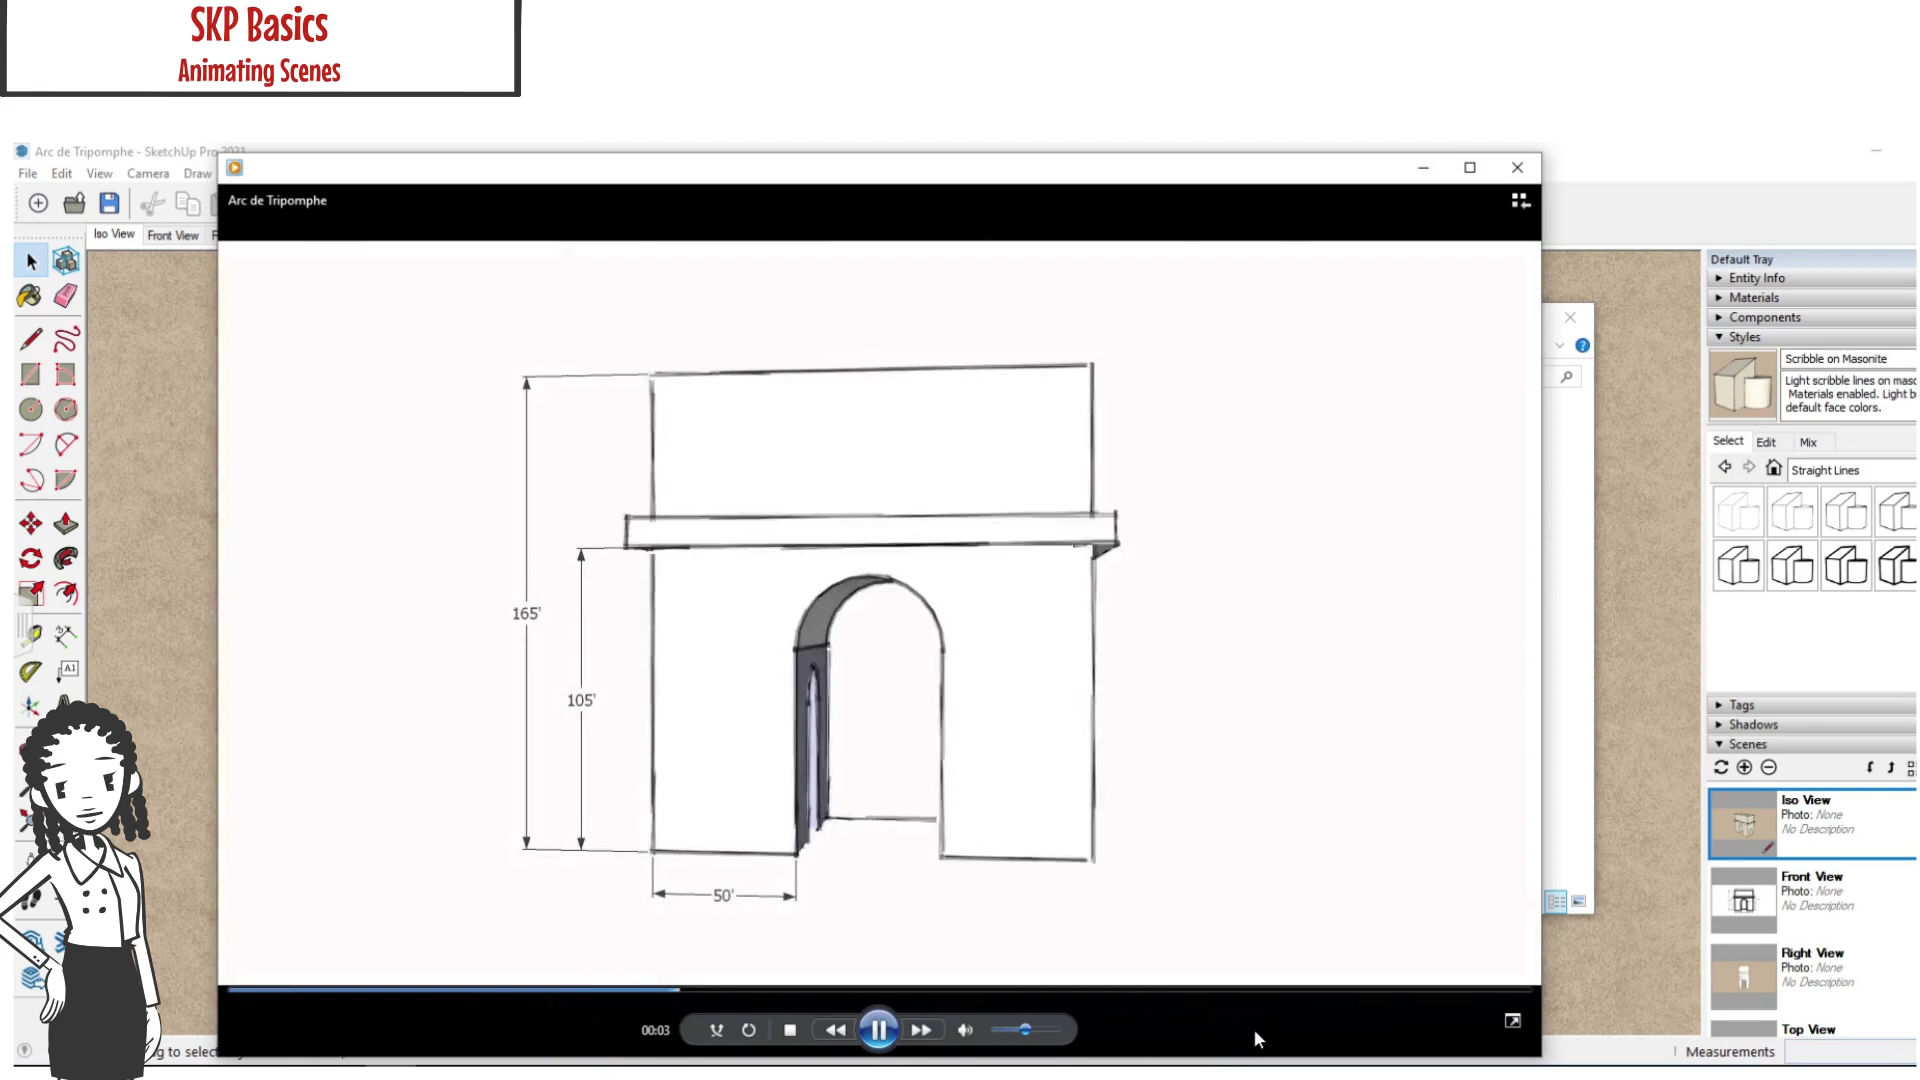 SKP Basics
Animating Scenes
Arc de Tripomphe - SketchUp Pro 2021
File Edit View Camera Draw
Arc de Tripomphe
Iso View Front View
Default Tray
Entity Info
Materials
Components
Styles
Scribble on Masonite
Light scribble lines on
Materials enabled. Light
default face colors.
Select Edit Mix
Straight Lines
165'
105'
50'
A1
Tags
Shadows
Scenes
Iso View
Photo: None
No Description
Front View
Photo: None
No Description
Right View
Photo: None
No Description
Top View
00:03
to select
Measurements